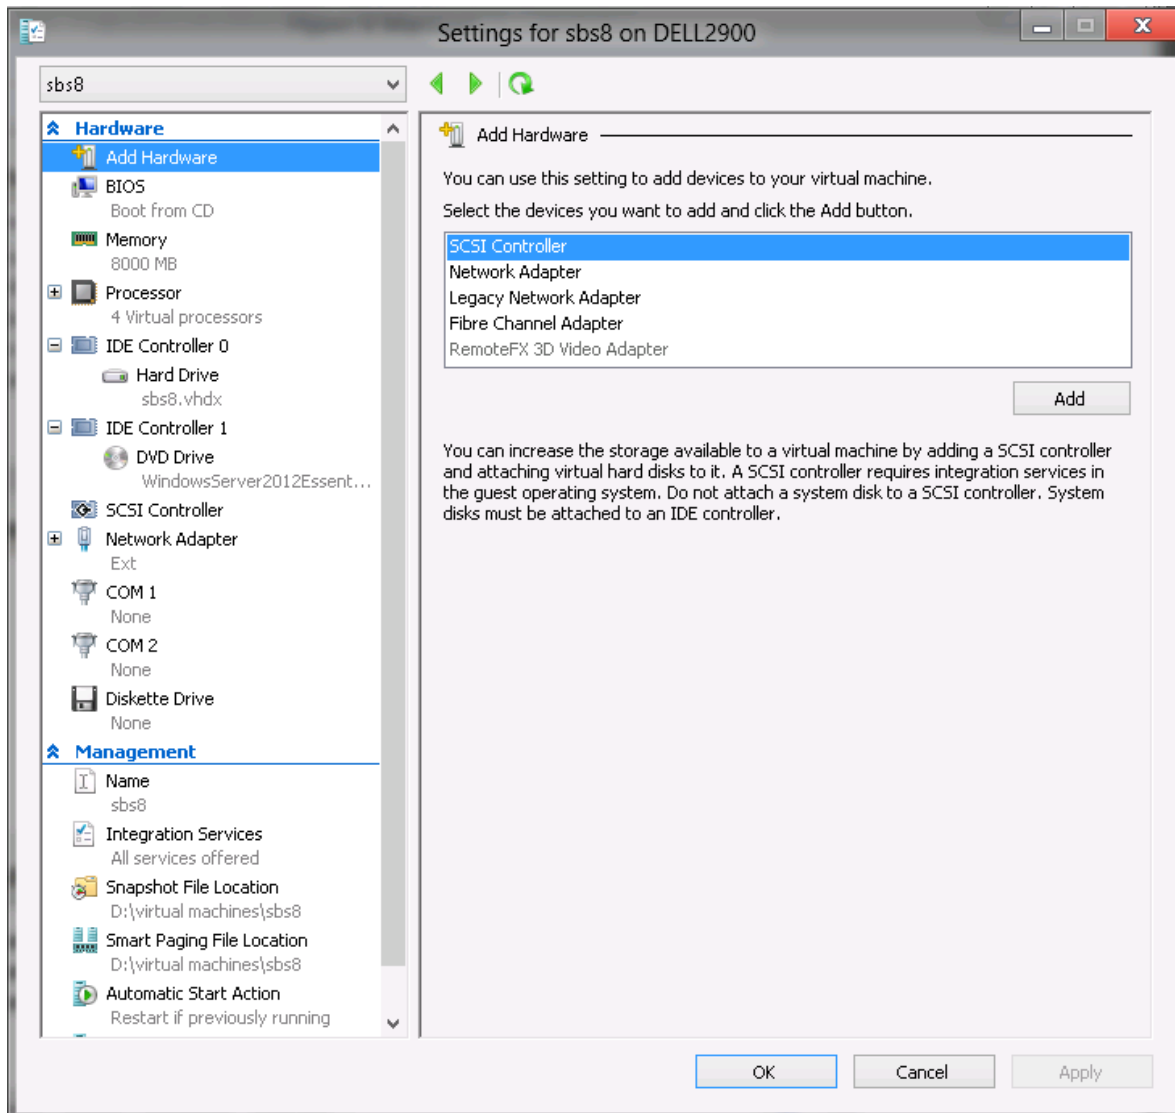 Settings for sbs8 on DELL2900
sbs8
Hardware
Add Hardware
BIOS
Boot from CD
Memory
8000 MB
Processor
4 Virtual processors
IDE Controller 0
Hard Drive
sbs8.vhdx
IDE Controller 1
DVD Drive
WindowsServer2012Essent...
SCSI Controller
Network Adapter
Ext
COM 1
None
COM 2
None
Diskette Drive
None
Management
Name
sbs8
Integration Services
All services offered
Snapshot File Location
D:\virtual machines\sbs8
Smart Paging File Location
D:\virtual machines\sbs8
Automatic Start Action
Restart if previously running
Add Hardware
You can use this setting to add devices to your virtual machine.
Select the devices you want to add and click the Add button.
SCSI Controller
Network Adapter
Legacy Network Adapter
Fibre Channel Adapter
RemoteFX 3D Video Adapter
Add
You can increase the storage available to a virtual machine by adding a SCSI controller
and attaching virtual hard disks to it. A SCSI controller requires integration services in
the guest operating system. Do not attach a system disk to a SCSI controller. System
disks must be attached to an IDE controller.
OK
Cancel
Apply